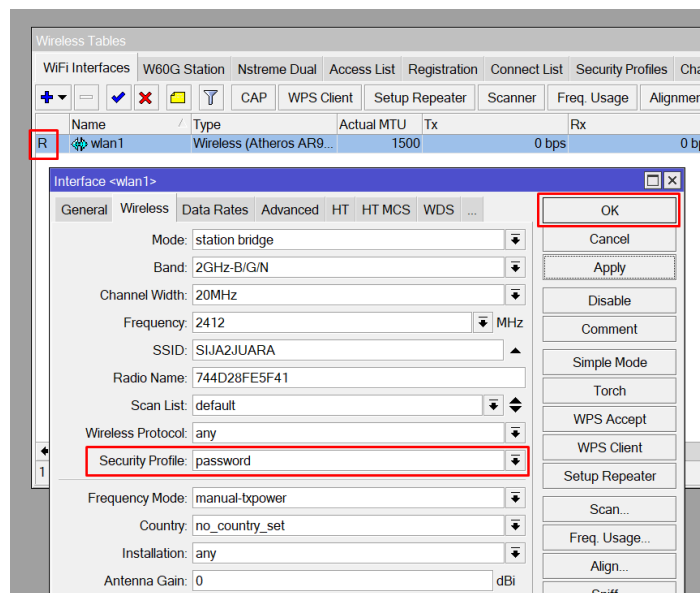 Wireless Tables
WiFi Interfaces W60G Station Nstreme Dual Access List Registration Connect List Security Profiles
CAP WPS Client Setup Repeater Scanner Freq. Usage
Name / Type Actual MTU Tx Rx
R wlan1 Wireless (Atheros AR9... 1500 0 bps
Interface <wlan1>
General Wireless Data Rates Advanced HT HT MCS WDS ...
OK
Mode: station bridge
Cancel
Band: 2GHz-B/G/N
Apply
Channel Width: 20MHz
Disable
Frequency: 2412 MHz
Comment
SSID: SIJA2JUARA
Simple Mode
Radio Name: 744D28FE5F41
Torch
Scan List: default
WPS Accept
Wireless Protocol: any
WPS Client
Security Profile: password
1
Setup Repeater
Frequency Mode: manual-txpower
Scan...
Country: no_country_set
Freq. Usage...
Installation: any
Align...
Antenna Gain: 0 dBi